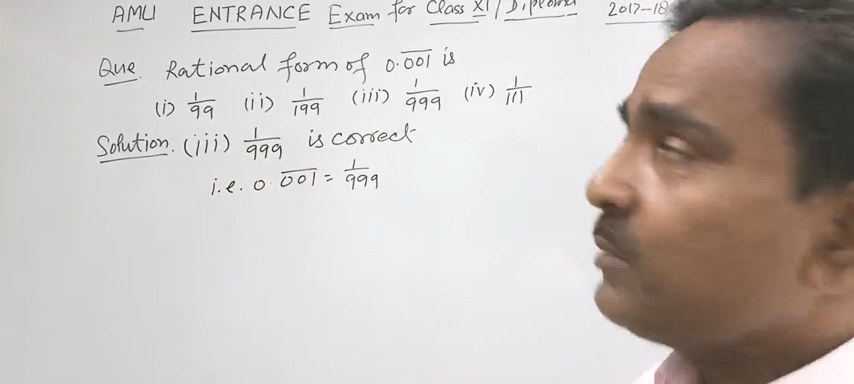 AMU ENTRANCE Exam for Class XI / Diploma 2017-18
Que. Rational form of 0.0̅0̅1̅ is
(i) 1/99 (ii) 1/199 (iii) 1/999 (iv) 1/111
Solution. (iii) 1/999 is correct
i.e. 0.0̅0̅1̅ = 1/999